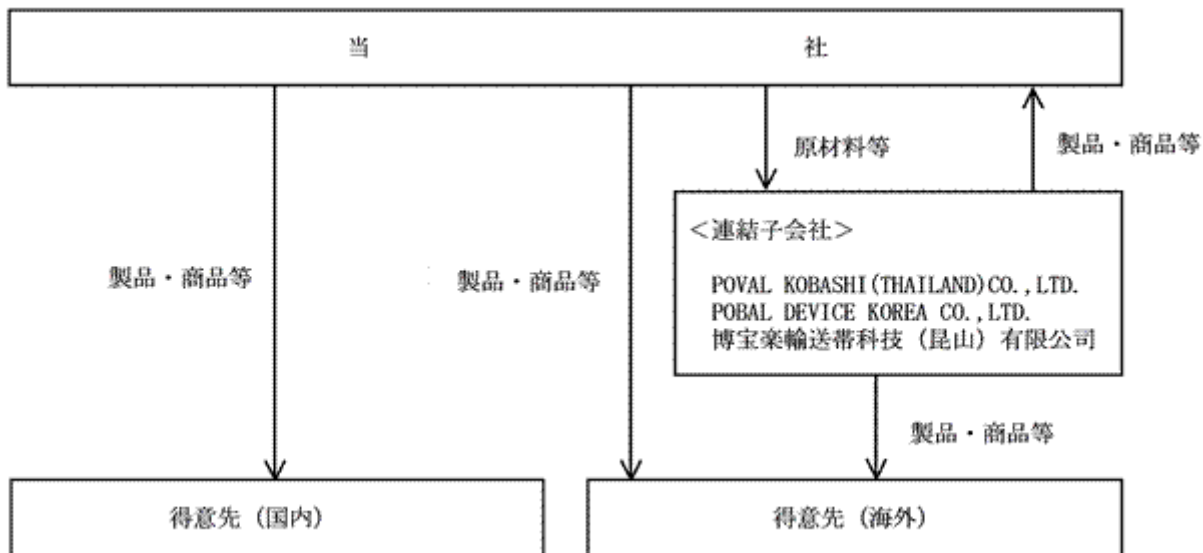 当 社
原材料等
製品・商品等
＜連結子会社＞
POVAL KOBASHI(THAILAND)CO.,LTD.
POBAL DEVICE KOREA CO.,LTD.
博宝楽輸送帯科技（昆山）有限公司
製品・商品等
製品・商品等
製品・商品等
得意先（国内）
得意先（海外）